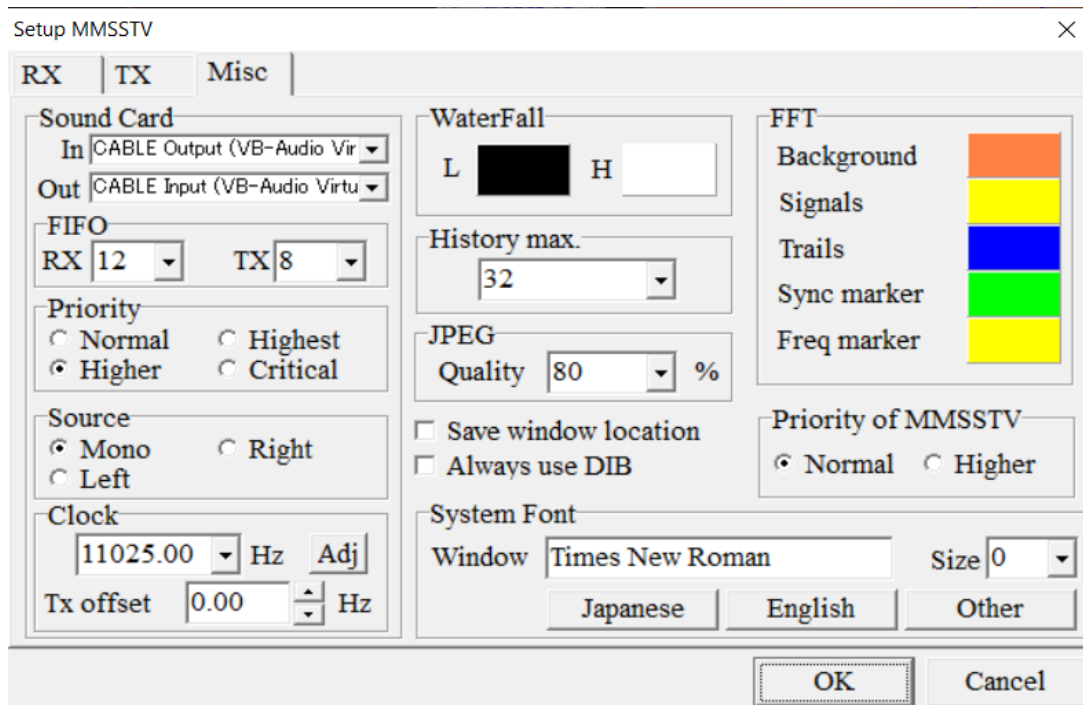 Setup MMSSTV
RX TX Misc
Sound Card
In CABLE Output (VB-Audio Vir
Out CABLE Input (VB-Audio Virtu
FIFO
RX 12 TX 8
Priority
Normal Highest
Higher Critical
Source
Mono Right
Left
Clock
11025.00 Hz Adj
Tx offset 0.00 Hz
WaterFall
L H
History max.
32
JPEG
Quality 80 %
Save window location
Always use DIB
FFT
Background
Signals
Trails
Sync marker
Freq marker
Priority of MMSSTV
Normal Higher
System Font
Window Times New Roman Size 0
Japanese English Other
OK Cancel